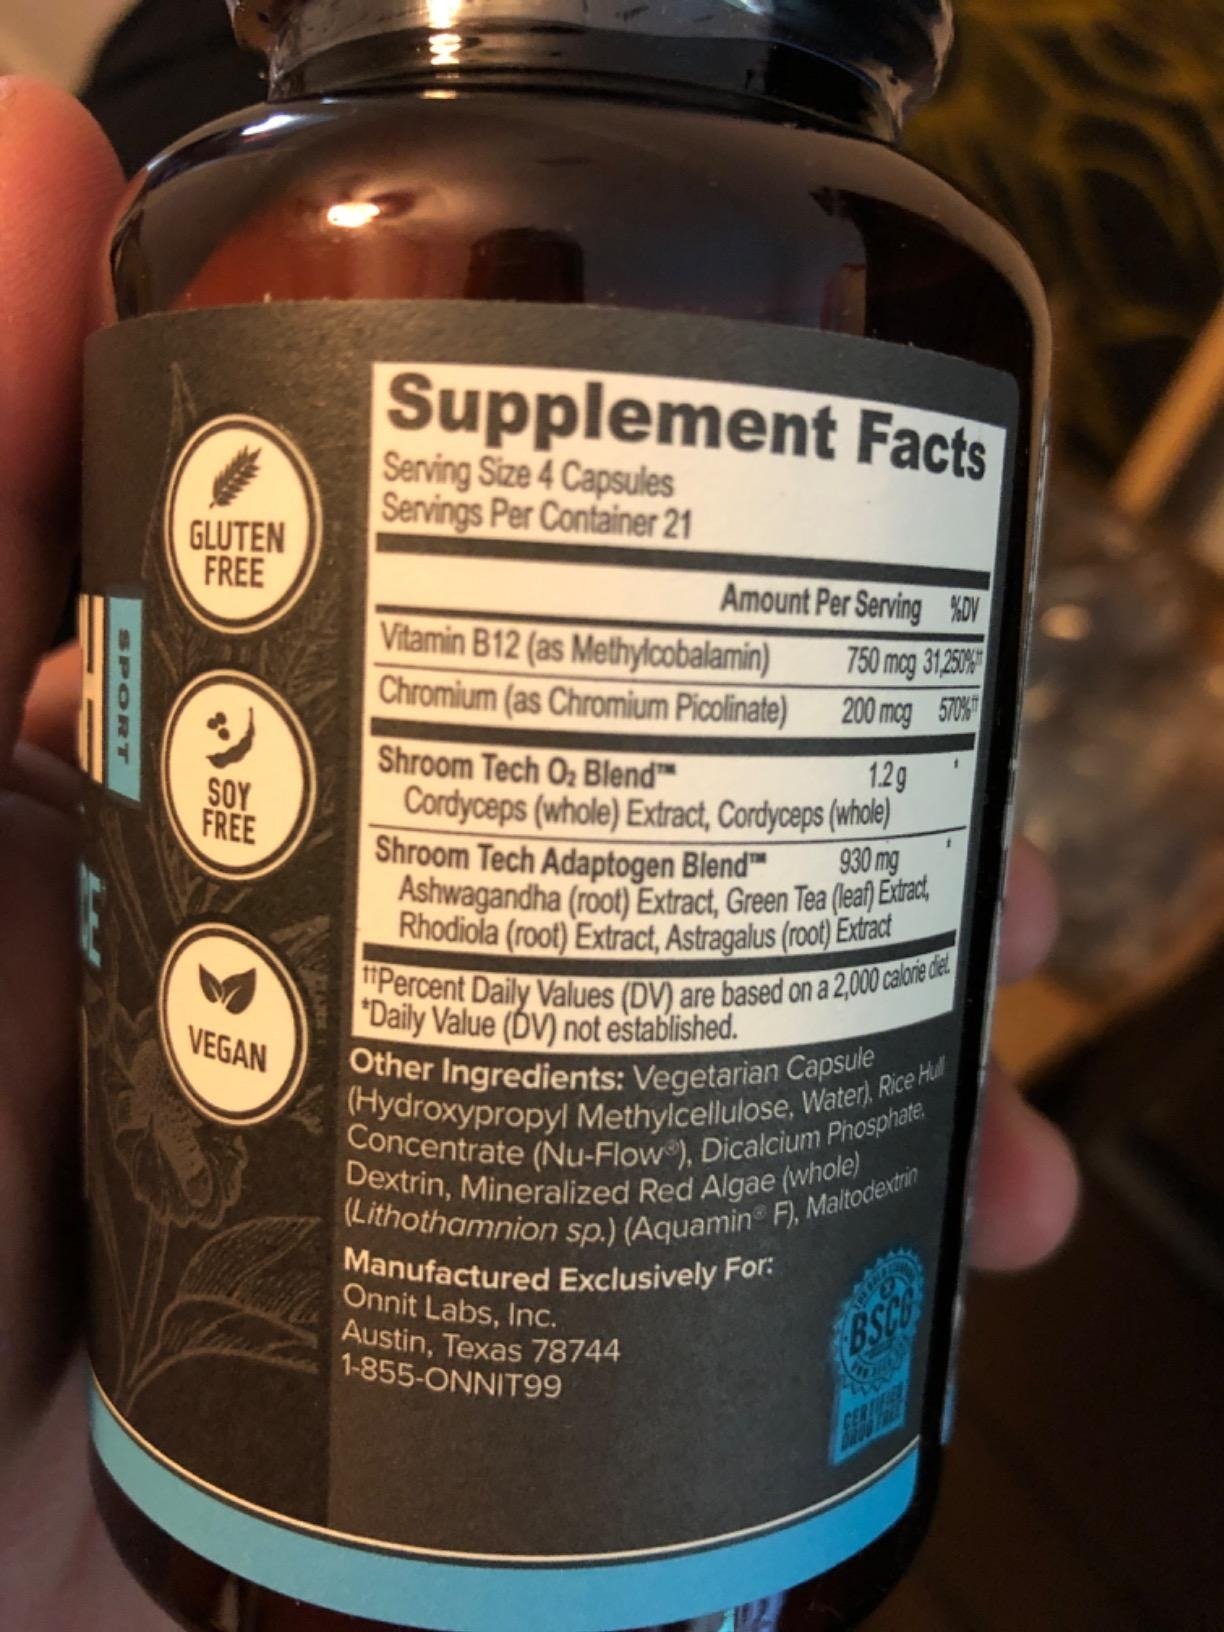 GLUTEN
FREE
SPORT
SOY
FREE
VEGAN
Supplement Facts
Serving Size 4 Capsules
Servings Per Container 21
Amount Per Serving %DV
Vitamin B12 (as Methylcobalamin) 750 mcg 31,250%††
Chromium (as Chromium Picolinate) 200 mcg 570%††
Shroom Tech O₂ Blend™ 1.2 g *
Cordyceps (whole) Extract, Cordyceps (whole)
Shroom Tech Adaptogen Blend™ 930 mg *
Ashwagandha (root) Extract, Green Tea (leaf) Extract,
Rhodiola (root) Extract, Astragalus (root) Extract
††Percent Daily Values (DV) are based on a 2,000 calorie diet.
*Daily Value (DV) not established.
Other Ingredients: Vegetarian Capsule
(Hydroxypropyl Methylcellulose, Water), Rice Hull
Concentrate (Nu-Flow®), Dicalcium Phosphate,
Dextrin, Mineralized Red Algae (whole)
(Lithothamnion sp.) (Aquamin® F), Maltodextrin
Manufactured Exclusively For:
Onnit Labs, Inc.
Austin, Texas 78744
1-855-ONNIT99
BSCG
CERTIFIED
DRUG FREE